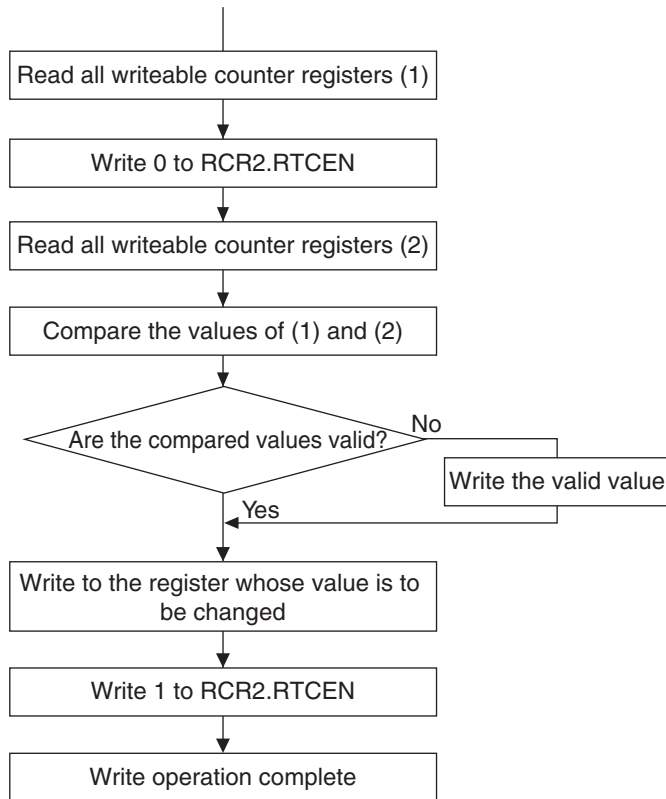 Read all writeable counter registers (1)
Write 0 to RCR2.RTCEN
Read all writeable counter registers (2)
Compare the values of (1) and (2)
Are the compared values valid?
No
Write the valid value
Yes
Write to the register whose value is to
be changed
Write 1 to RCR2.RTCEN
Write operation complete